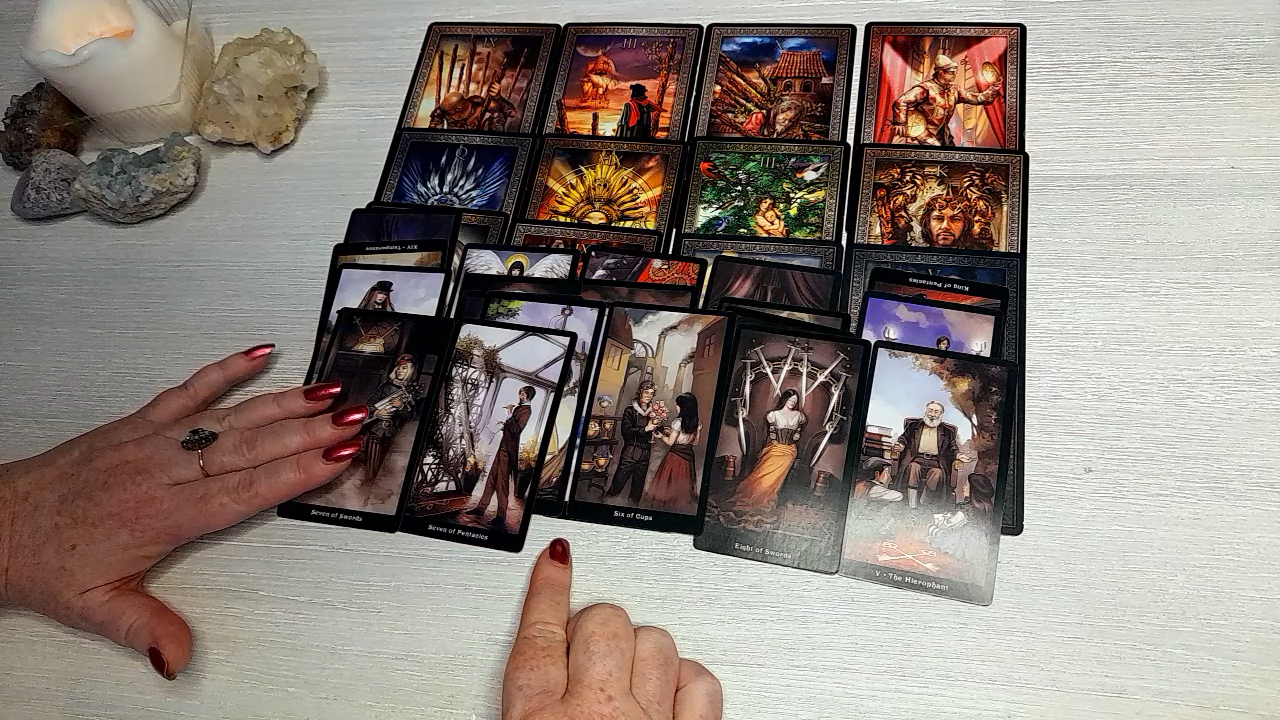 III
XIV - Temperance
King of Pentacles
Seven of Swords
Seven of Pentacles
Six of Cups
Eight of Swords
V • The Hierophant